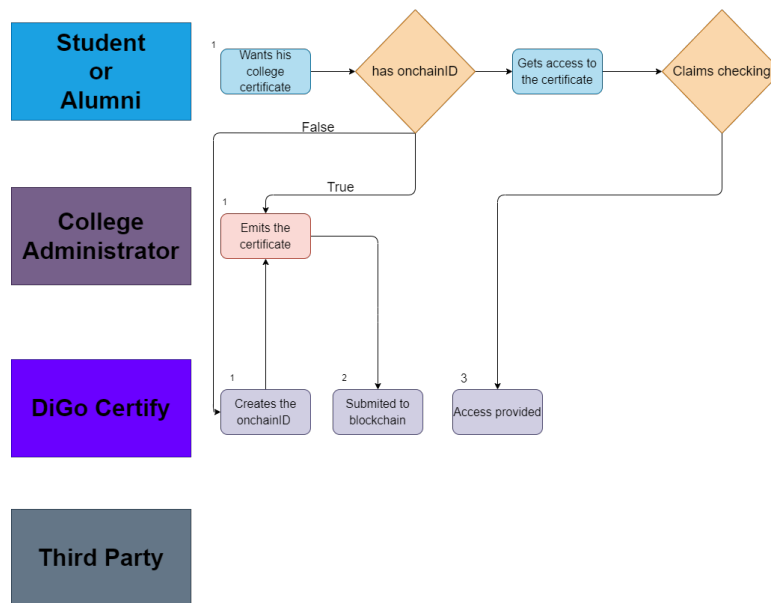 Student
or
Alumni
1
Wants his
college
certificate
has onchainID
Gets access to
the certificate
Claims checking
False
True
College
Administrator
1
Emits the
certificate
DiGo Certify
1
Creates the
onchainID
2
Submited to
blockchain
3
Access provided
Third Party